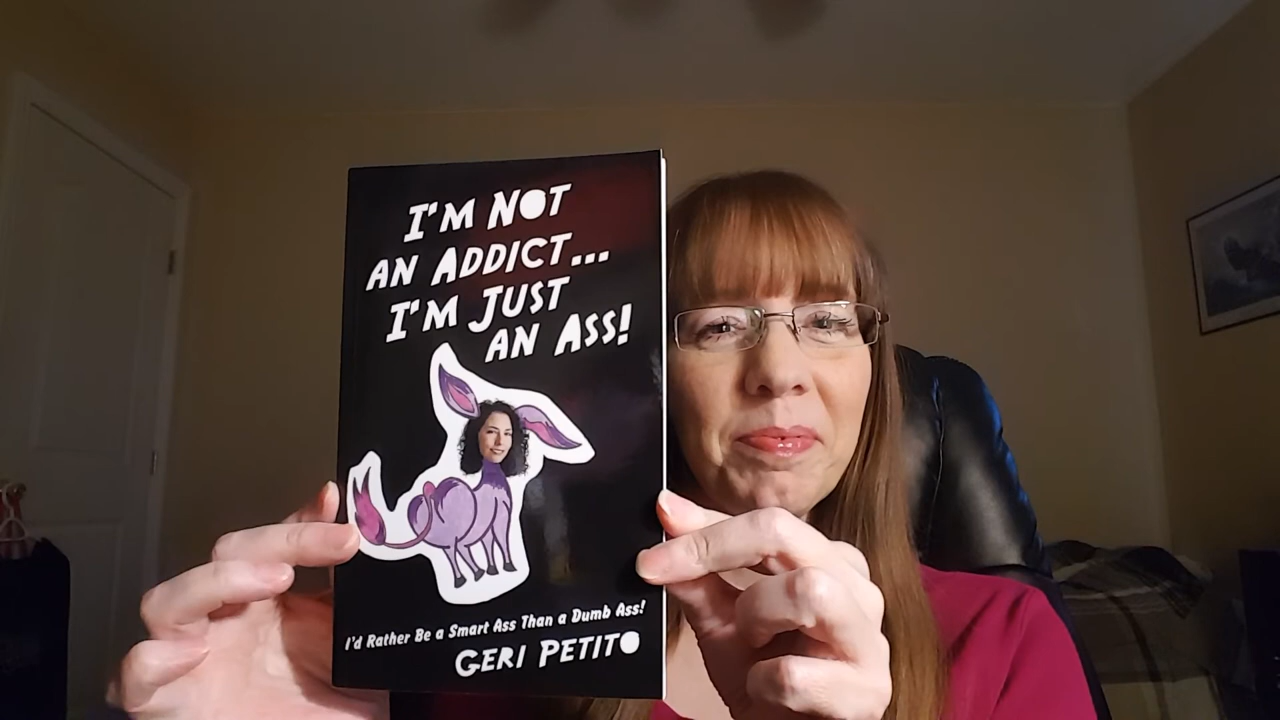 I'M NOT
AN ADDICT...
I'M JUST
AN ASS!
I'd Rather Be a Smart Ass Than a Dumb Ass!
GERI PETITO